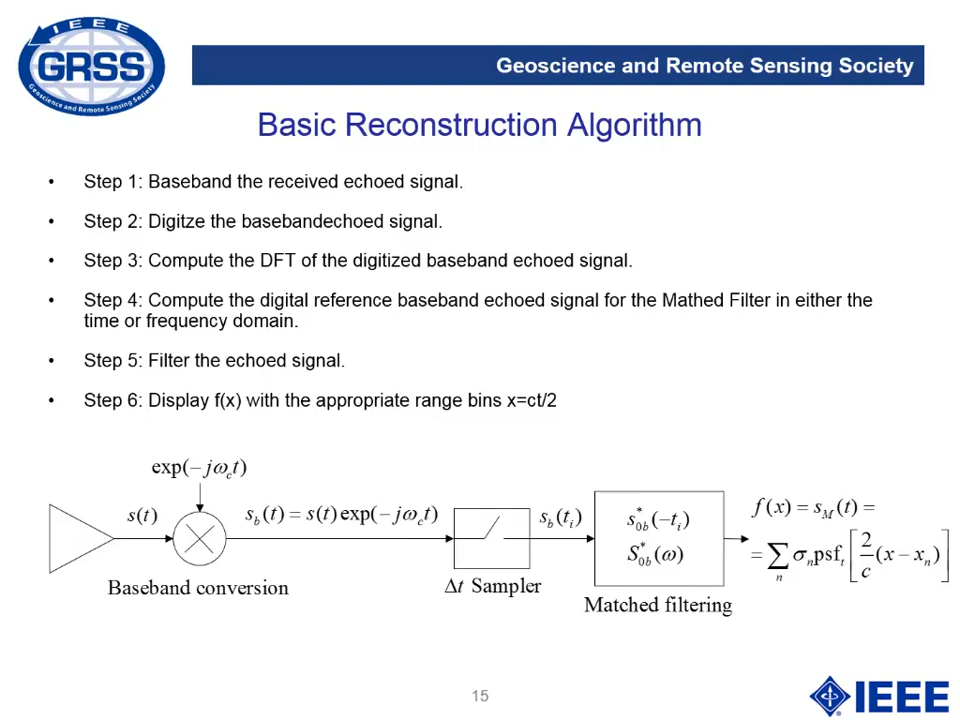 IEEE
GRSS
Geoscience and Remote Sensing Society
Geoscience and Remote Sensing Society
Basic Reconstruction Algorithm
• Step 1: Baseband the received echoed signal.
• Step 2: Digitze the basebandechoed signal.
• Step 3: Compute the DFT of the digitized baseband echoed signal.
• Step 4: Compute the digital reference baseband echoed signal for the Mathed Filter in either the
time or frequency domain.
• Step 5: Filter the echoed signal.
• Step 6: Display f(x) with the appropriate range bins x=ct/2
exp(−jω_c t)
s(t)
s_b(t) = s(t) exp(−jω_c t)
s_b(t_i)
s*_0b(−t_i)
S*_0b(ω)
f(x) = s_M(t) =
= ∑_n σ_n psf_t [2/c (x − x_n)]
Baseband conversion
Δt Sampler
Matched filtering
15
IEEE